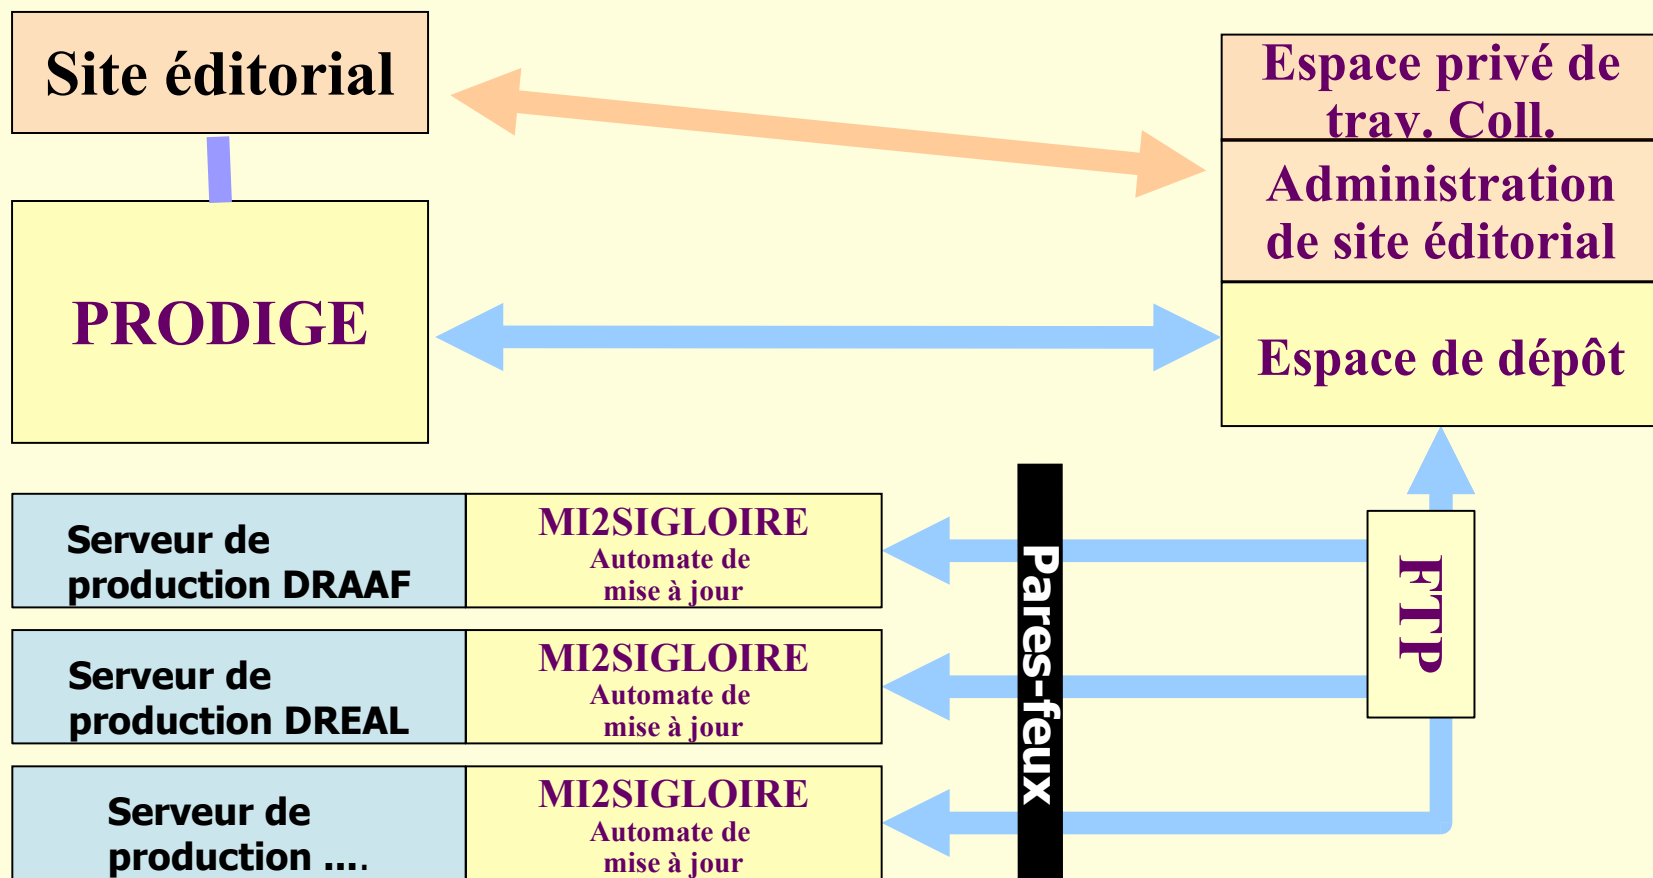 Site éditorial
Espace privé de
trav. Coll.
Administration
de site éditorial
PRODIGE
Espace de dépôt
Serveur de
production DRAAF
MI2SIGLOIRE
Automate de
mise à jour
Serveur de
production DREAL
MI2SIGLOIRE
Automate de
mise à jour
Serveur de
production ....
MI2SIGLOIRE
Automate de
mise à jour
Pares-feux
FTP